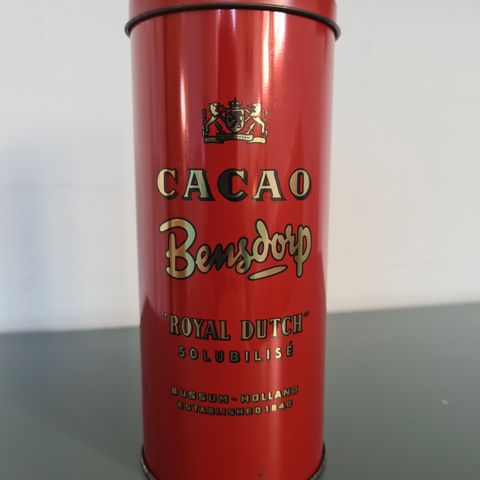 CACAO
Bensdorp
"ROYAL DUTCH"
SOLUBILISÉ
BUSSUM-HOLLAND
ESTABLISHED 1840